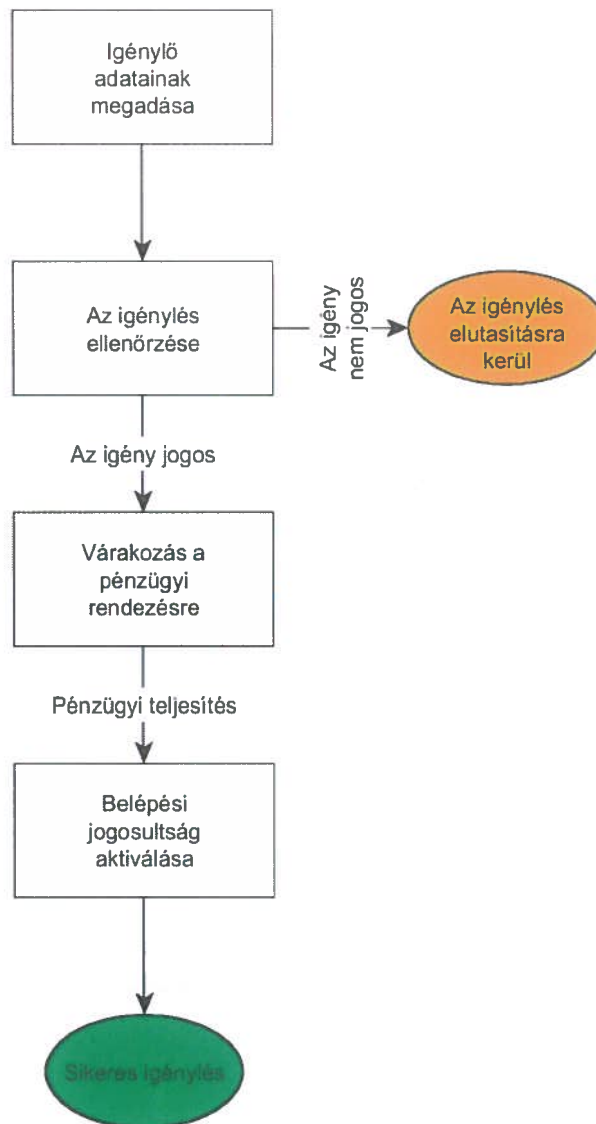 Igénylő
adatainak
megadása
Az igénylés
ellenőrzése
Az igény
nem jogos
Az igénylés
elutasításra
kerül
Az igény jogos
Várakozás a
pénzügyi
rendezésre
Pénzügyi teljesítés
Belépési
jogosultság
aktiválása
Sikeres igénylés